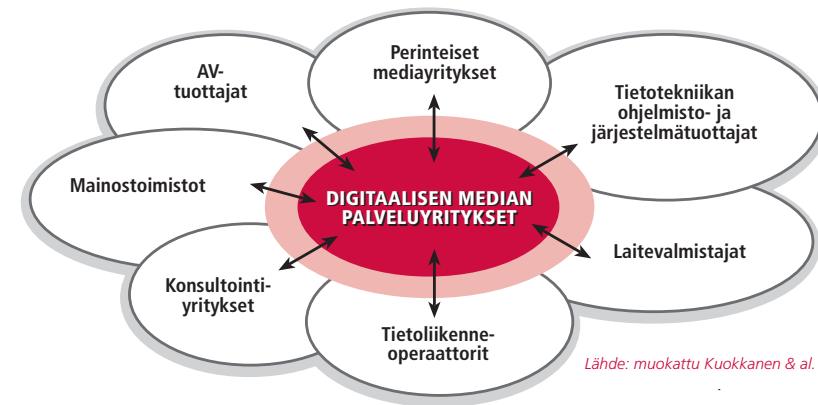 Perinteiset
mediayritykset
AV-
tuottajat
Tietotekniikan
ohjelmisto- ja
järjestelmätuottajat
Mainostoimistot
DIGITAALISEN MEDIAN
PALVELUYRITYKSET
Laitevalmistajat
Konsultointi-
yritykset
Tietoliikenne-
operaattorit
Lähde: muokattu Kuokkanen & al.